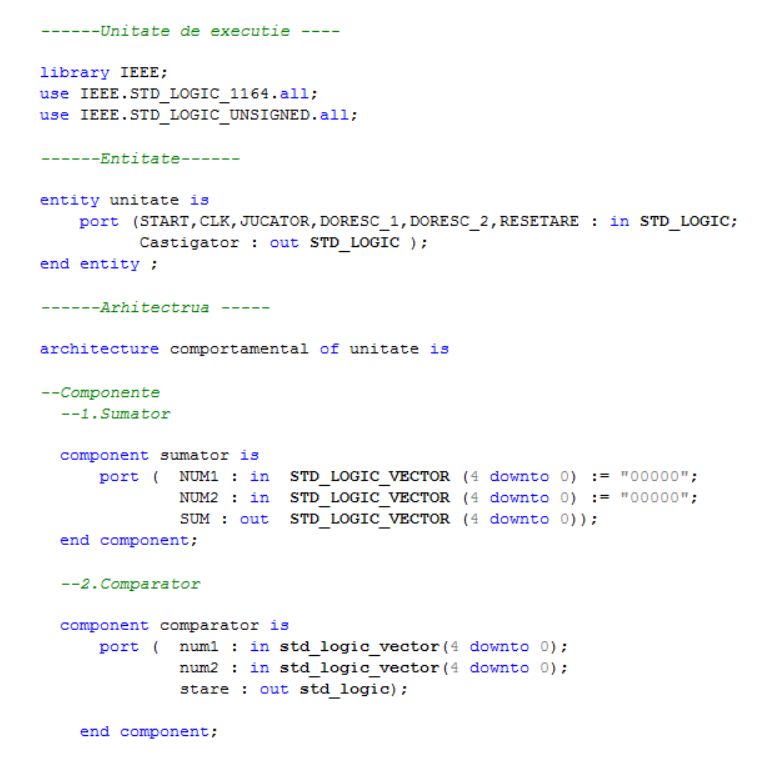 ------Unitate de executie ----
library IEEE;
use IEEE.STD_LOGIC_1164.all;
use IEEE.STD_LOGIC_UNSIGNED.all;
------Entitate------
entity unitate is
port (START,CLK,JUCATOR,DORESC_1,DORESC_2,RESETARE : in STD_LOGIC;
Castigator : out STD_LOGIC );
end entity ;
------Arhitectrua -----
architecture comportamental of unitate is
--Componente
--1.Sumator
component sumator is
port ( NUM1 : in STD_LOGIC_VECTOR (4 downto 0) := "00000";
NUM2 : in STD_LOGIC_VECTOR (4 downto 0) := "00000";
SUM : out STD_LOGIC_VECTOR (4 downto 0));
end component;
--2.Comparator
component comparator is
port ( num1 : in std_logic_vector(4 downto 0);
num2 : in std_logic_vector(4 downto 0);
stare : out std_logic);
end component;